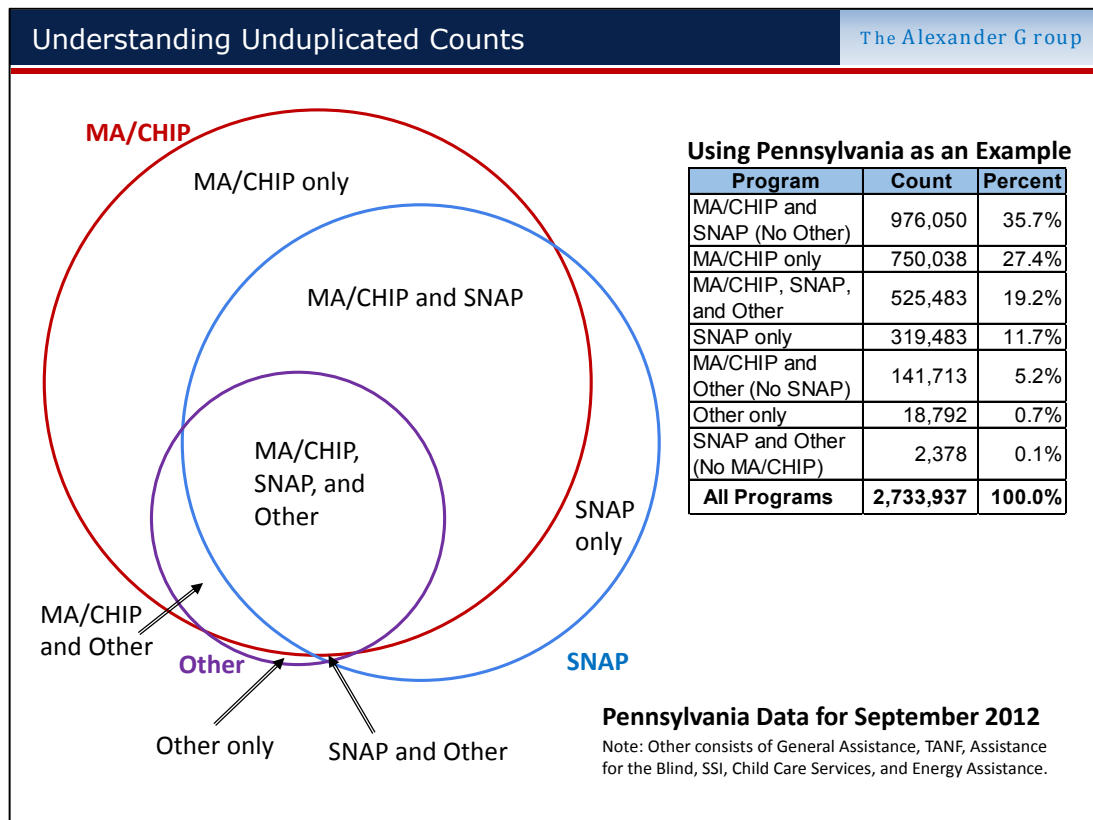 Understanding Unduplicated Counts
The Alexander Group
MA/CHIP
MA/CHIP only
MA/CHIP and SNAP
MA/CHIP,
SNAP, and
Other
SNAP
only
MA/CHIP
and Other
Other
SNAP
Other only
SNAP and Other
Using Pennsylvania as an Example
Program Count Percent
MA/CHIP and
SNAP (No Other) 976,050 35.7%
MA/CHIP only 750,038 27.4%
MA/CHIP, SNAP,
and Other 525,483 19.2%
SNAP only 319,483 11.7%
MA/CHIP and
Other (No SNAP) 141,713 5.2%
Other only 18,792 0.7%
SNAP and Other
(No MA/CHIP) 2,378 0.1%
All Programs 2,733,937 100.0%
Pennsylvania Data for September 2012
Note: Other consists of General Assistance, TANF, Assistance
for the Blind, SSI, Child Care Services, and Energy Assistance.